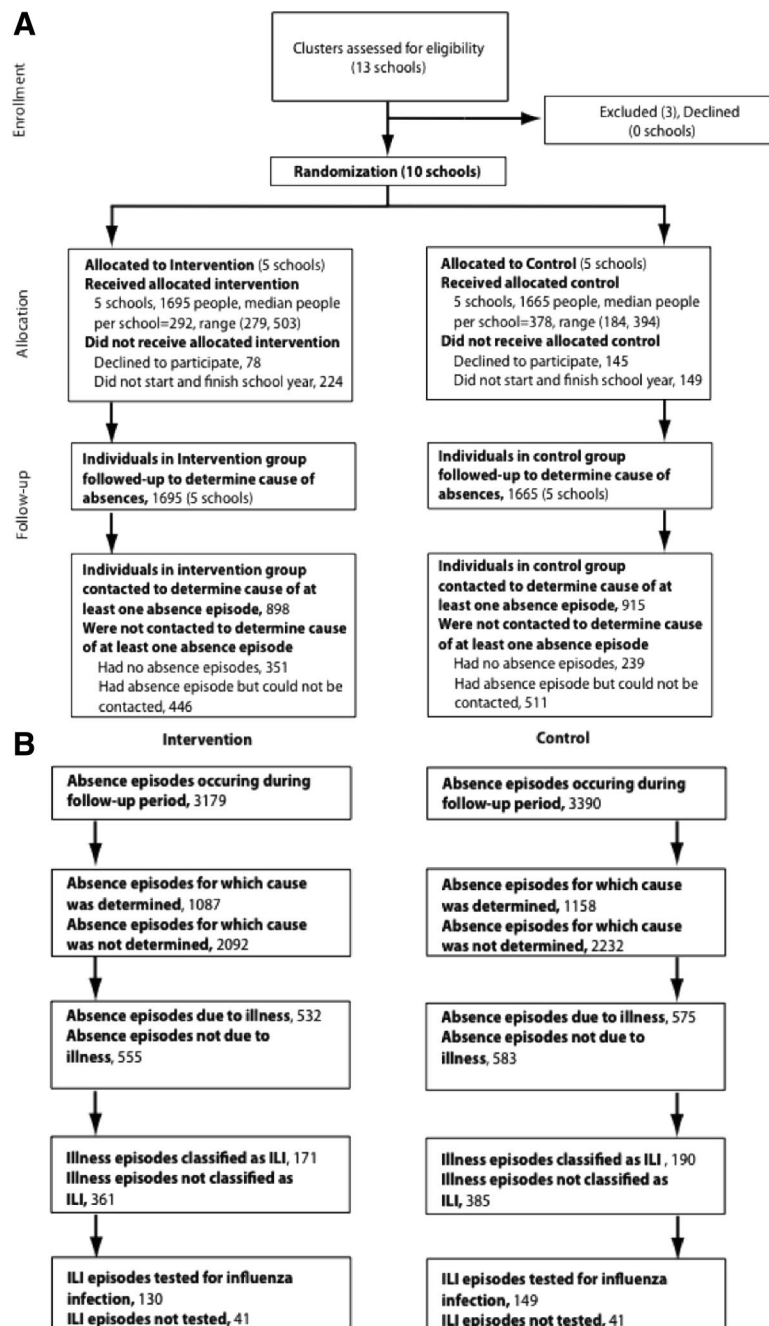 A
Enrollment
Clusters assessed for eligibility
(13 schools)
Excluded (3), Declined
(0 schools)
Randomization (10 schools)
Allocation
Allocated to Intervention (5 schools)
Received allocated intervention
5 schools, 1695 people, median people
per school=292, range (279, 503)
Did not receive allocated intervention
Declined to participate, 78
Did not start and finish school year, 224
Allocated to Control (5 schools)
Received allocated control
5 schools, 1665 people, median people
per school=378, range (184, 394)
Did not receive allocated control
Declined to participate, 145
Did not start and finish school year, 149
Follow-up
Individuals in Intervention group
followed-up to determine cause of
absences, 1695 (5 schools)
Individuals in control group
followed-up to determine cause of
absences, 1665 (5 schools)
Individuals in intervention group
contacted to determine cause of at
least one absence episode, 898
Were not contacted to determine cause
of at least one absence episode
Had no absence episodes, 351
Had absence episode but could not be
contacted, 446
Individuals in control group
contacted to determine cause of at
least one absence episode, 915
Were not contacted to determine cause
of at least one absence episode
Had no absence episodes, 239
Had absence episode but could not be
contacted, 511
B
Intervention
Control
Absence episodes occuring during
follow-up period, 3179
Absence episodes occuring during
follow-up period, 3390
Absence episodes for which cause
was determined, 1087
Absence episodes for which cause
was not determined, 2092
Absence episodes for which cause
was determined, 1158
Absence episodes for which cause
was not determined, 2232
Absence episodes due to illness, 532
Absence episodes not due to
illness, 555
Absence episodes due to illness, 575
Absence episodes not due to
illness, 583
Illness episodes classified as ILI, 171
Illness episodes not classified as
ILI, 361
Illness episodes classified as ILI , 190
Illness episodes not classified as
ILI, 385
ILI episodes tested for influenza
infection, 130
ILI episodes not tested, 41
ILI episodes tested for influenza
infection, 149
ILI episodes not tested, 41